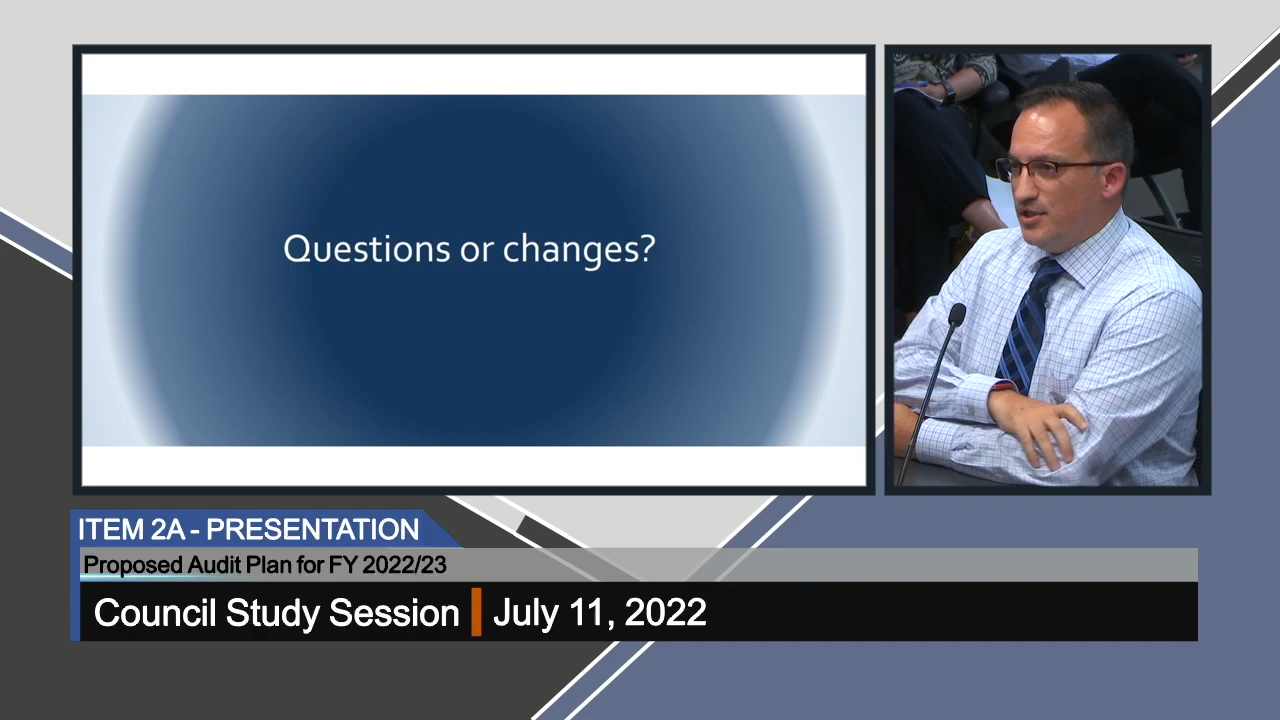 Questions or changes?
ITEM 2A - PRESENTATION
Proposed Audit Plan for FY 2022/23
Council Study Session | July 11, 2022